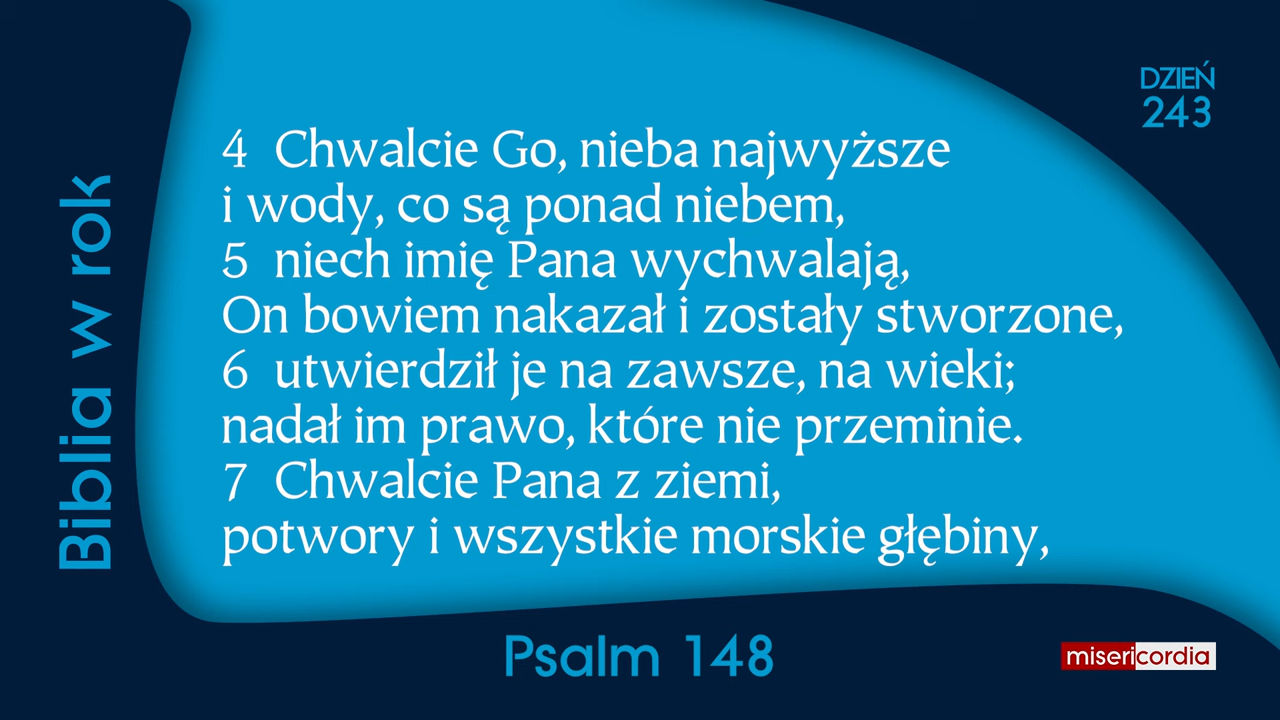 DZIEŃ
243
Biblia w rok
4 Chwalcie Go, nieba najwyższe
i wody, co są ponad niebem,
5 niech imię Pana wychwalają,
On bowiem nakazał i zostały stworzone,
6 utwierdził je na zawsze, na wieki;
nadał im prawo, które nie przeminie.
7 Chwalcie Pana z ziemi,
potwory i wszystkie morskie głębiny,
Psalm 148
misericordia